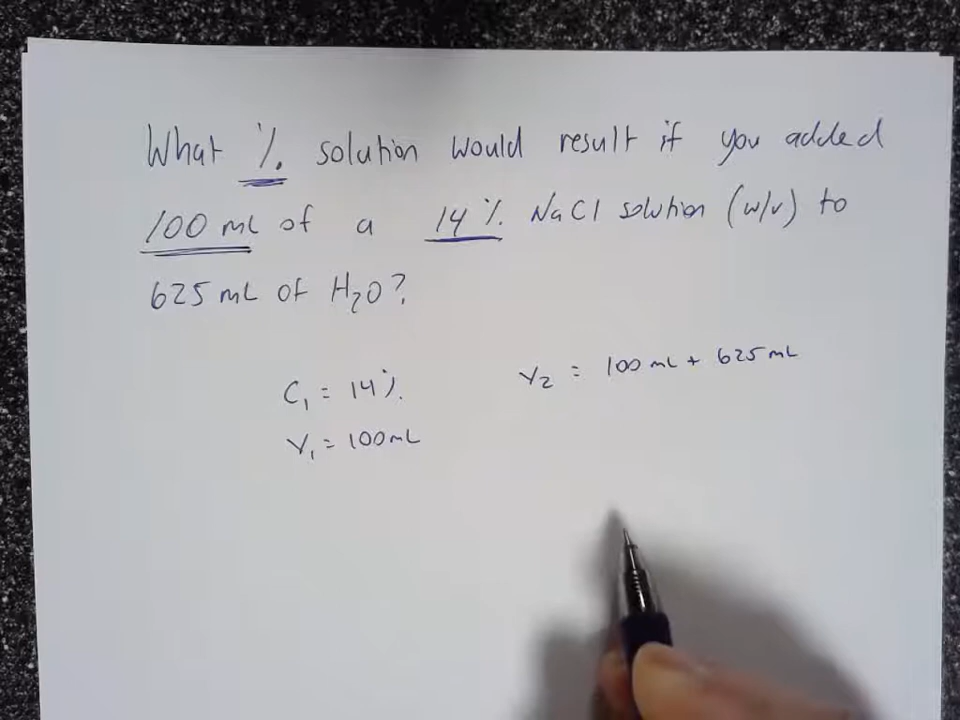 What % solution would result if you added
100 mL of a 14% NaCl solution (w/v) to
625 mL of H₂O?
C₁ = 14% V₂ = 100 mL + 625 mL
V₁ = 100 mL